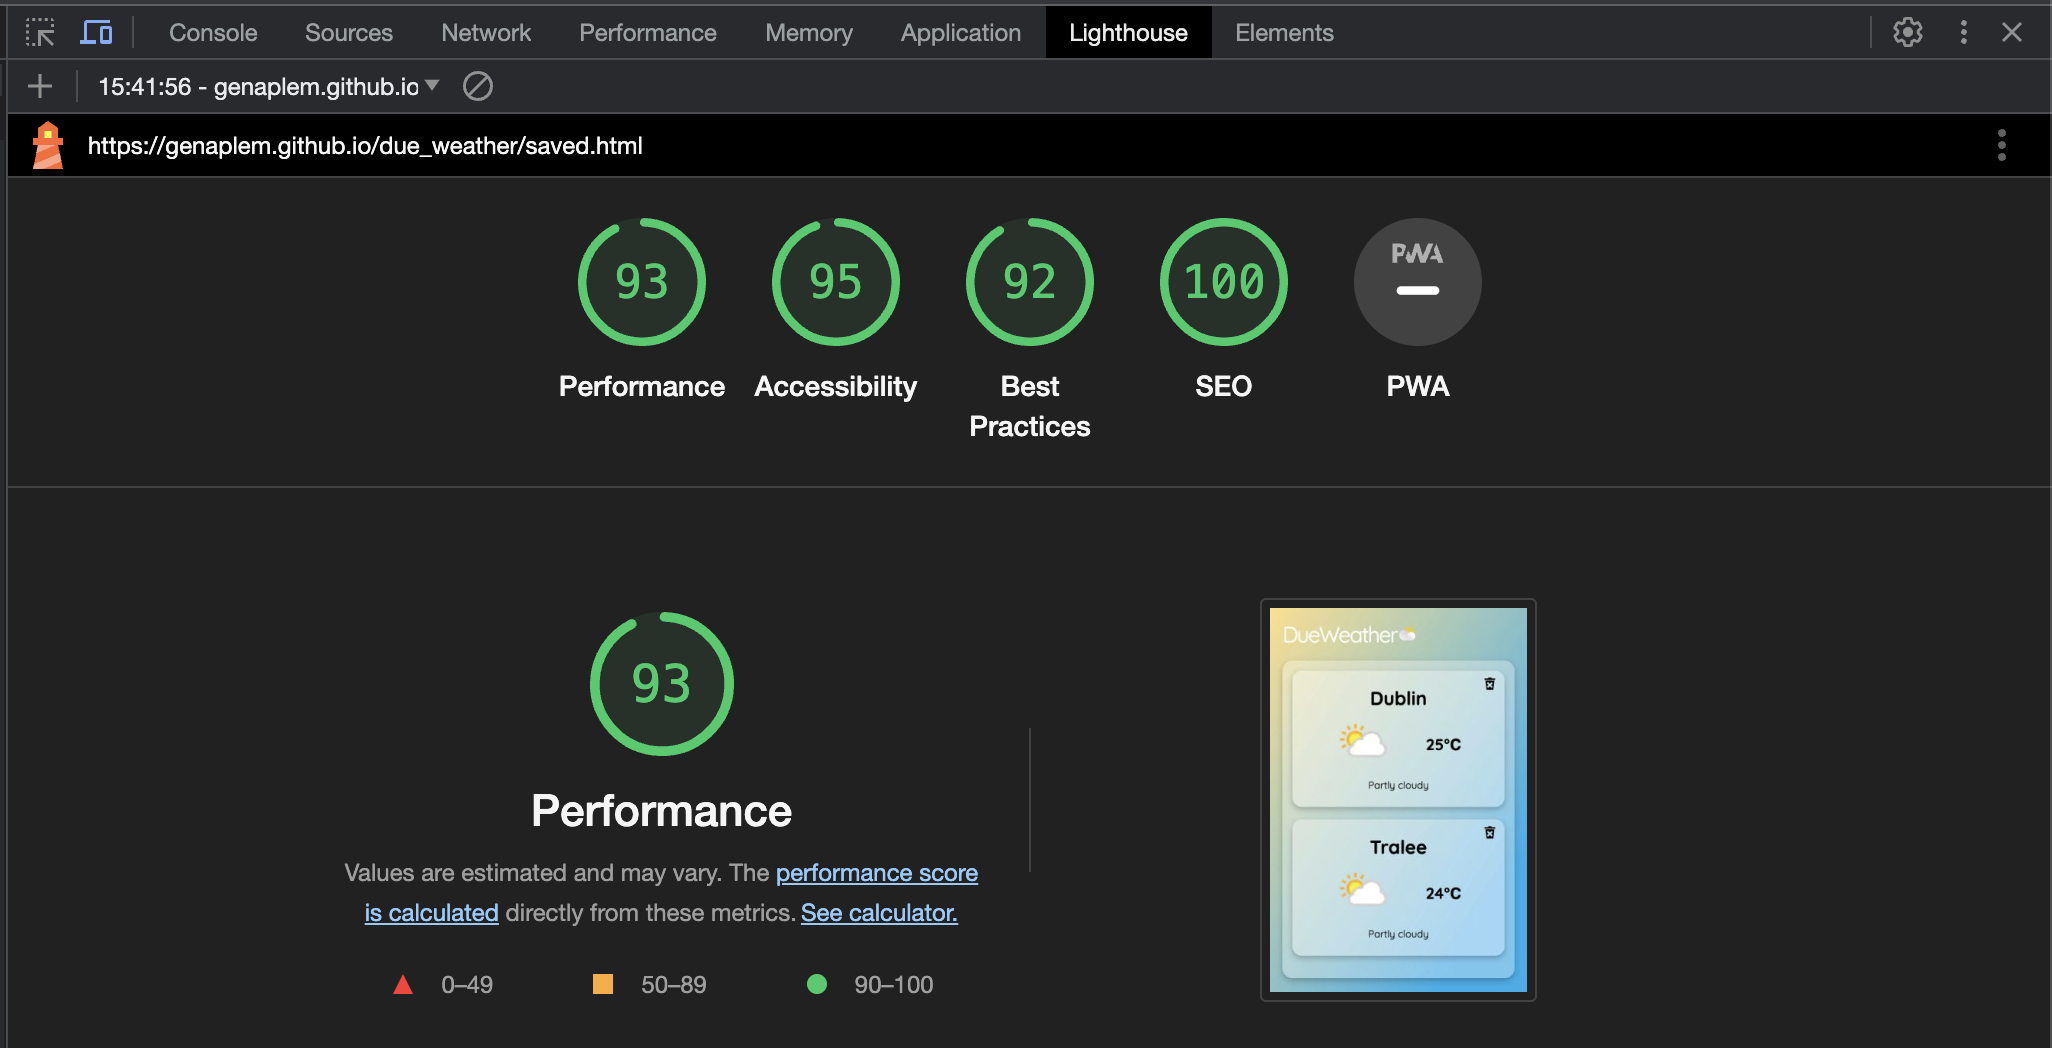 Console Sources Network Performance Memory Application Lighthouse Elements
15:41:56 - genaplem.github.io
https://genaplem.github.io/due_weather/saved.html
93 95 92 100 PWA
Performance Accessibility Best Practices SEO PWA
93
Performance
Values are estimated and may vary. The performance score
is calculated directly from these metrics. See calculator.
0–49 50–89 90–100
DueWeather
Dublin
25°C
Partly cloudy
Tralee
24°C
Partly cloudy